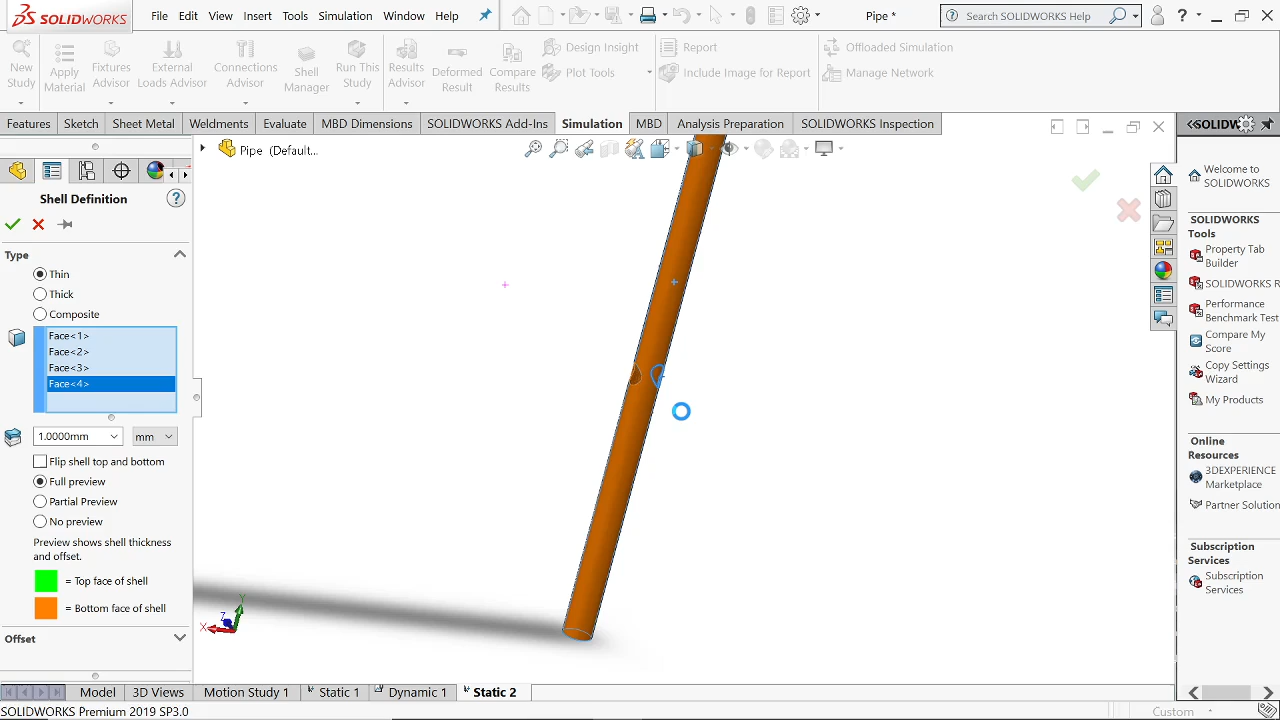 SOLIDWORKS
File Edit View Insert Tools Simulation Window Help
Pipe *
Search SOLIDWORKS Help
?
New Study
Apply Material
Fixtures Advisor
External Loads Advisor
Connections Advisor
Shell Manager
Run This Study
Results Advisor
Deformed Result
Compare Results
Design Insight
Plot Tools
Report
Include Image for Report
Offloaded Simulation
Manage Network
Features Sketch Sheet Metal Weldments Evaluate MBD Dimensions SOLIDWORKS Add-Ins Simulation MBD Analysis Preparation SOLIDWORKS Inspection
Pipe (Default...
Shell Definition
?
Type
Thin
Thick
Composite
Face<1>
Face<2>
Face<3>
Face<4>
1.0000mm mm
Flip shell top and bottom
Full preview
Partial Preview
No preview
Preview shows shell thickness
and offset.
= Top face of shell
= Bottom face of shell
Offset
X Y Z
SOLIDW
Welcome to
SOLIDWORKS
SOLIDWORKS
Tools
Property Tab
Builder
SOLIDWORKS R
Performance
Benchmark Test
Compare My
Score
Copy Settings
Wizard
My Products
Online
Resources
3DEXPERIENCE
Marketplace
Partner Solution
Subscription
Services
Subscription
Services
Model 3D Views Motion Study 1 Static 1 Dynamic 1 Static 2
SOLIDWORKS Premium 2019 SP3.0
Custom